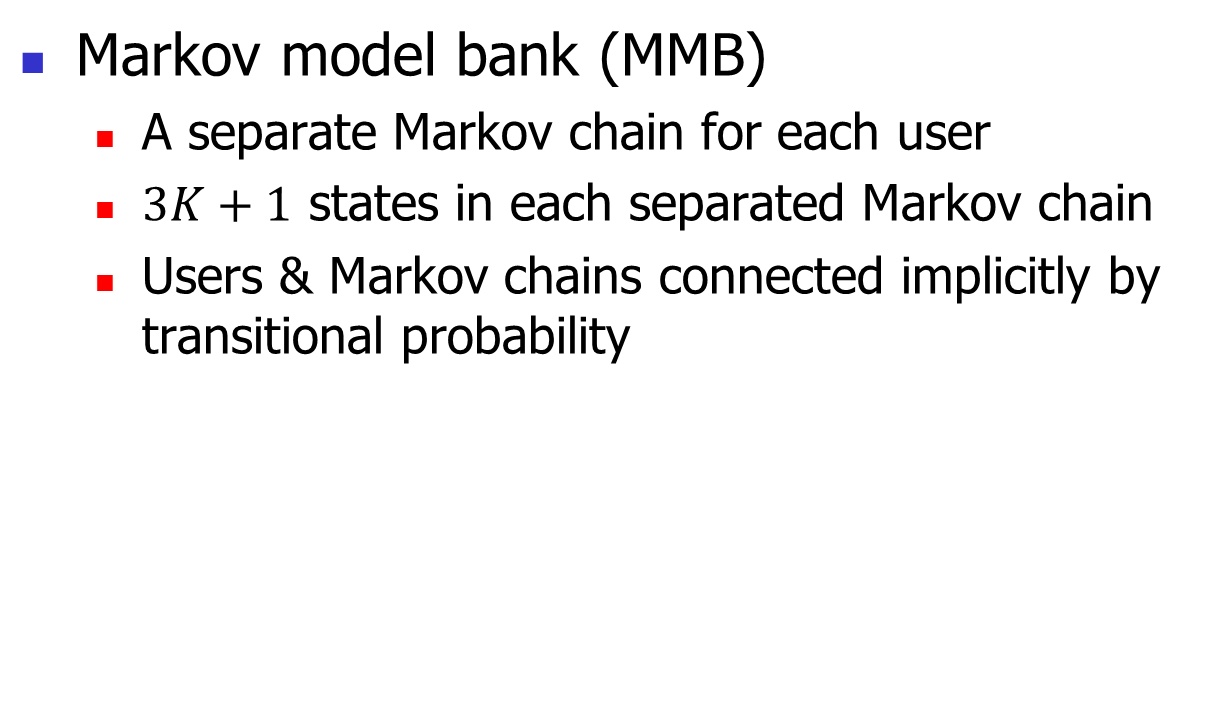 Markov model bank (MMB)
A separate Markov chain for each user
3K + 1 states in each separated Markov chain
Users & Markov chains connected implicitly by
transitional probability